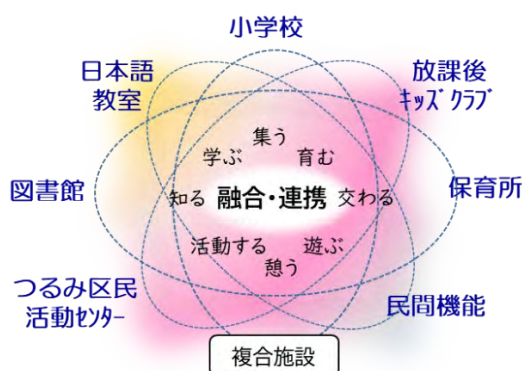 小学校
日本語
教室
放課後
ｷｯｽﾞｸﾗﾌﾞ
集う
学ぶ
育む
図書館
知る
融合・連携
交わる
保育所
活動する
遊ぶ
憩う
つるみ区民
活動ｾﾝﾀｰ
民間機能
複合施設